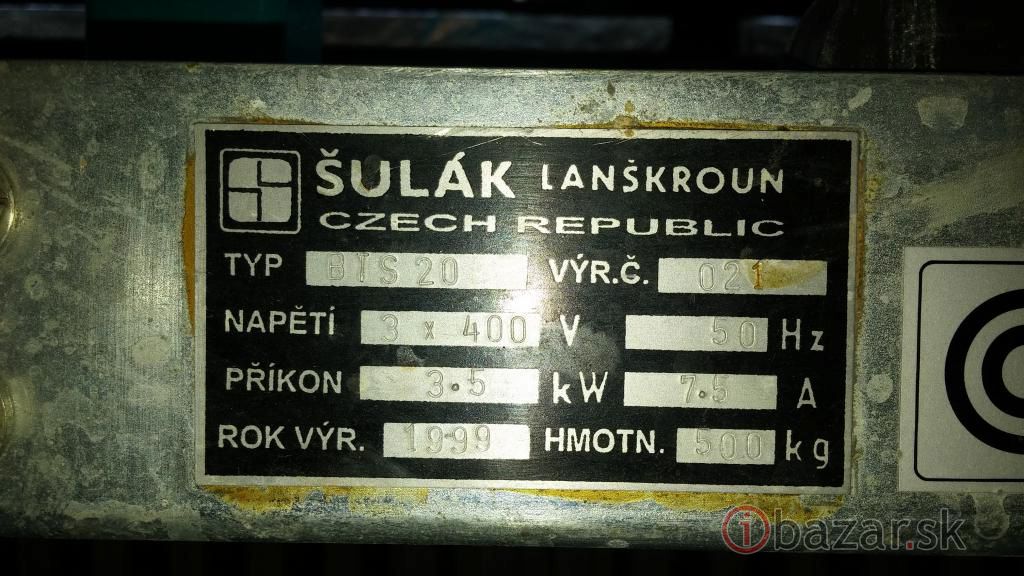 ŠULÁK LANŠKROUN
CZECH REPUBLIC
TYP BTS 20 VÝR.Č. 021
NAPĚTÍ 3 x 400 V 50 Hz
PŘÍKON 3.5 kW 7.5 A
ROK VÝR. 1999 HMOTN. 500 kg
bazar.sk